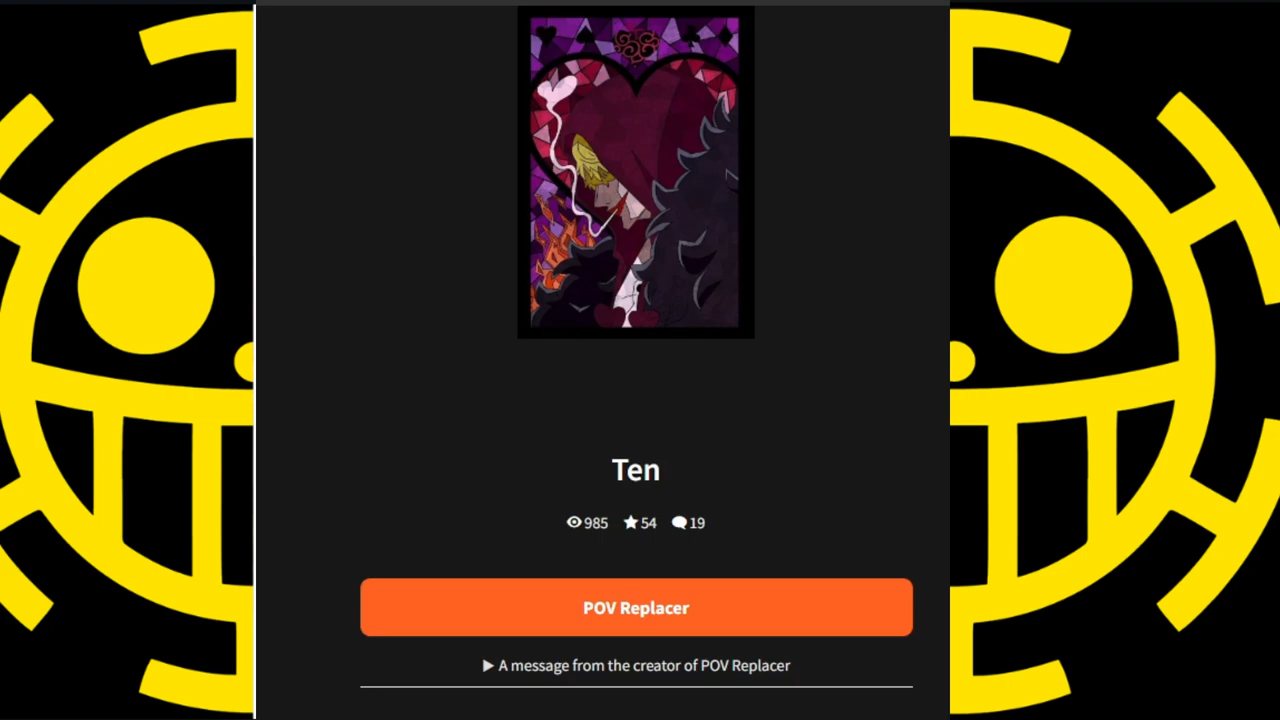 Ten
985 54 19
POV Replacer
▶ A message from the creator of POV Replacer